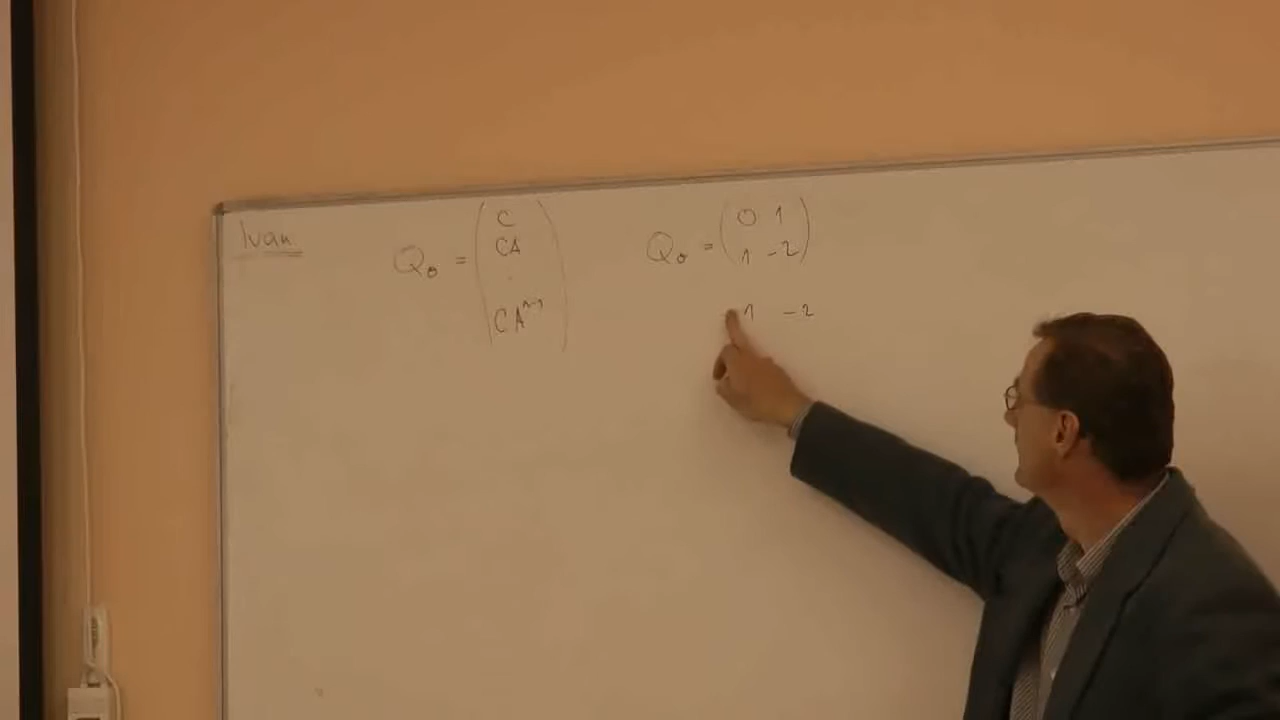 Ivan
Q₀ = ( C
CA
.
CAⁿ⁻¹ )
Q₀ = ( 0 1
1 -2 )
1 -2